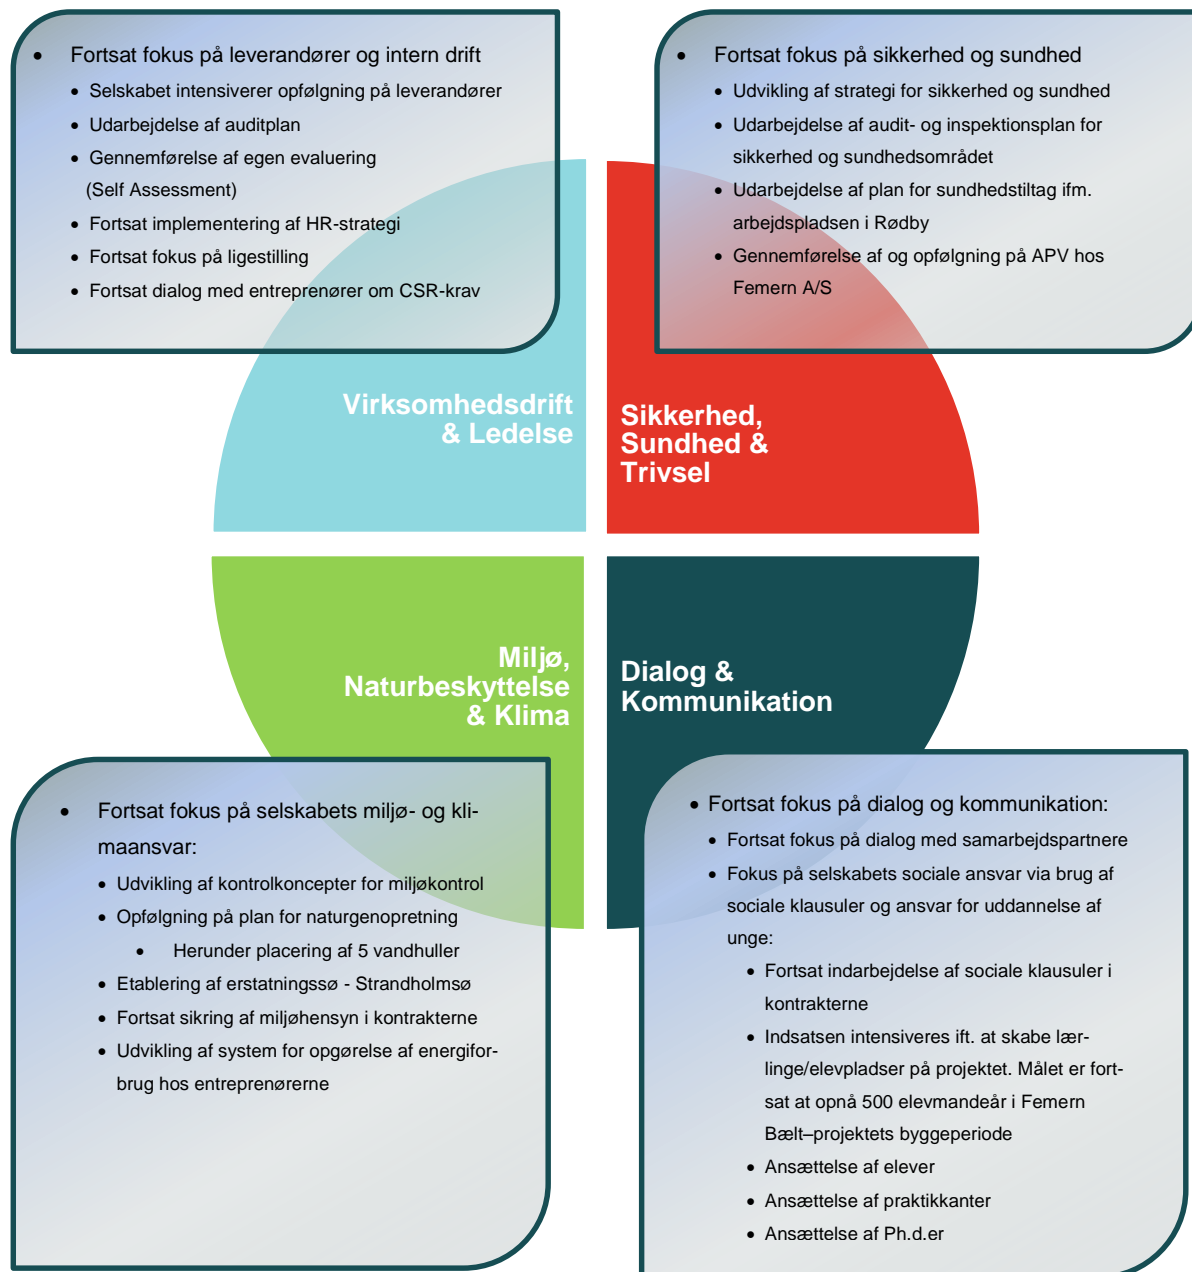 • Fortsat fokus på leverandører og intern drift
• Selskabet intensiverer opfølgning på leverandører
• Udarbejdelse af auditplan
• Gennemførelse af egen evaluering
(Self Assessment)
• Fortsat implementering af HR-strategi
• Fortsat fokus på ligestilling
• Fortsat dialog med entreprenører om CSR-krav
• Fortsat fokus på sikkerhed og sundhed
• Udvikling af strategi for sikkerhed og sundhed
• Udarbejdelse af audit- og inspektionsplan for
sikkerhed og sundhedsområdet
• Udarbejdelse af plan for sundhedstiltag ifm.
arbejdspladsen i Rødby
• Gennemførelse af og opfølgning på APV hos
Femern A/S
Virksomhedsdrift
& Ledelse
Sikkerhed,
Sundhed &
Trivsel
Miljø,
Naturbeskyttelse
& Klima
Dialog &
Kommunikation
• Fortsat fokus på selskabets miljø- og kli-
maansvar:
• Udvikling af kontrolkoncepter for miljøkontrol
• Opfølgning på plan for naturgenopretning
• Herunder placering af 5 vandhuller
• Etablering af erstatningssø - Strandholmsø
• Fortsat sikring af miljøhensyn i kontrakterne
• Udvikling af system for opgørelse af energifor-
brug hos entreprenørerne
• Fortsat fokus på dialog og kommunikation:
• Fortsat fokus på dialog med samarbejdspartnere
• Fokus på selskabets sociale ansvar via brug af
sociale klausuler og ansvar for uddannelse af
unge:
• Fortsat indarbejdelse af sociale klausuler i
kontrakterne
• Indsatsen intensiveres ift. at skabe lær-
linge/elevpladser på projektet. Målet er fort-
sat at opnå 500 elevmandeår i Femern
Bælt–projektets byggeperiode
• Ansættelse af elever
• Ansættelse af praktikkanter
• Ansættelse af Ph.d.er